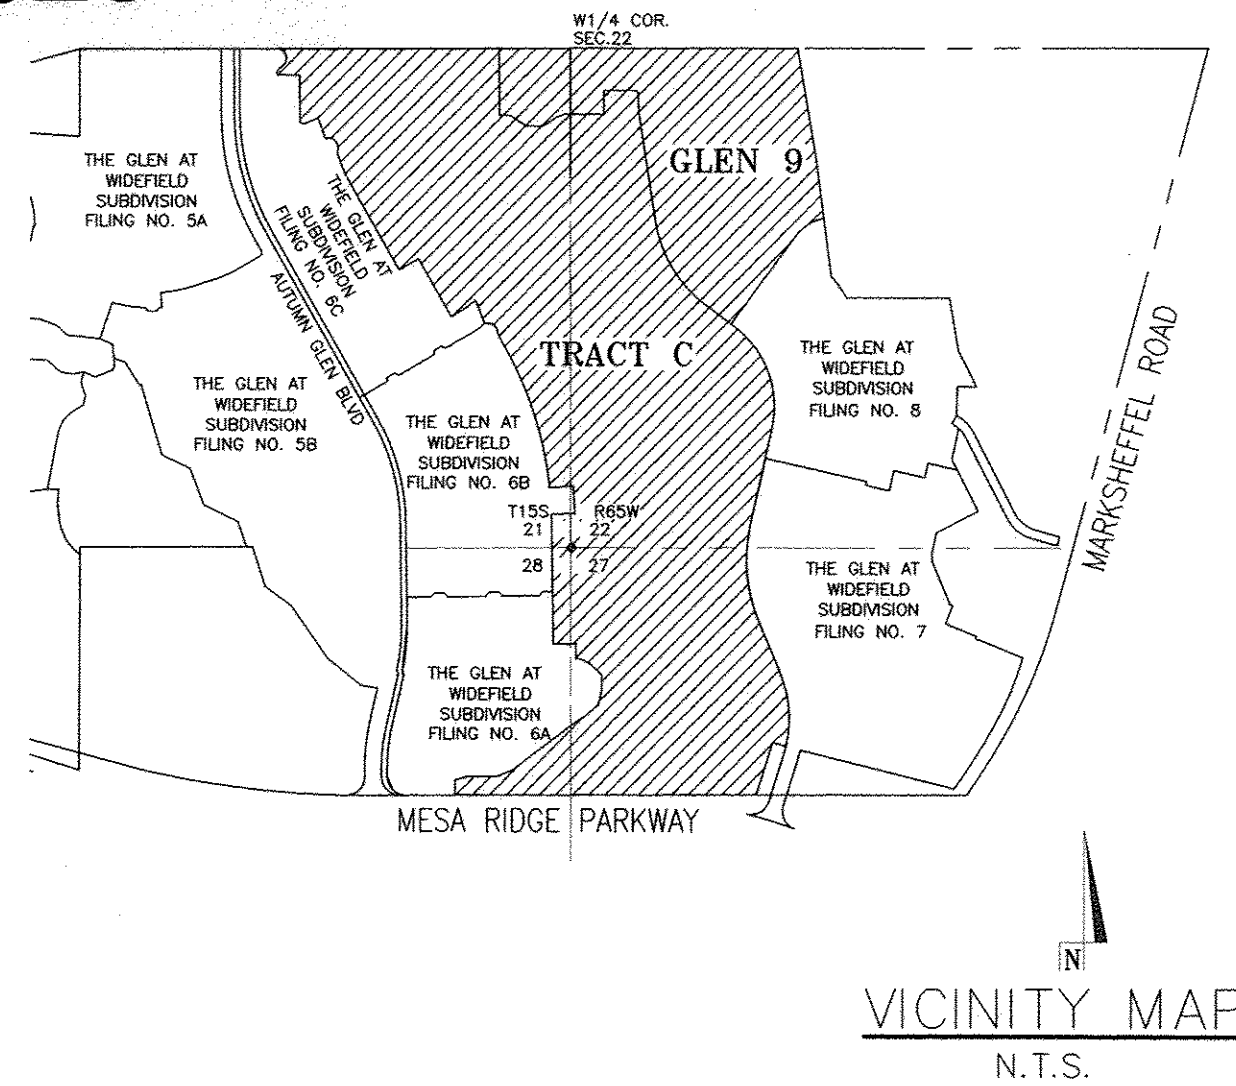 W1/4 COR.
SEC.22
GLEN 9
THE GLEN AT
WIDEFIELD
SUBDIVISION
FILING NO. 5A
THE GLEN AT
WIDEFIELD
SUBDIVISION
FILING NO. 6C
AUTUMN GLEN BLVD
TRACT C
THE GLEN AT
WIDEFIELD
SUBDIVISION
FILING NO. 8
MARKSHEFFEL ROAD
THE GLEN AT
WIDEFIELD
SUBDIVISION
FILING NO. 5B
THE GLEN AT
WIDEFIELD
SUBDIVISION
FILING NO. 6B
T15S R65W
21 22
28 27
THE GLEN AT
WIDEFIELD
SUBDIVISION
FILING NO. 7
THE GLEN AT
WIDEFIELD
SUBDIVISION
FILING NO. 6A
MESA RIDGE PARKWAY
N
VICINITY MAP
N.T.S.